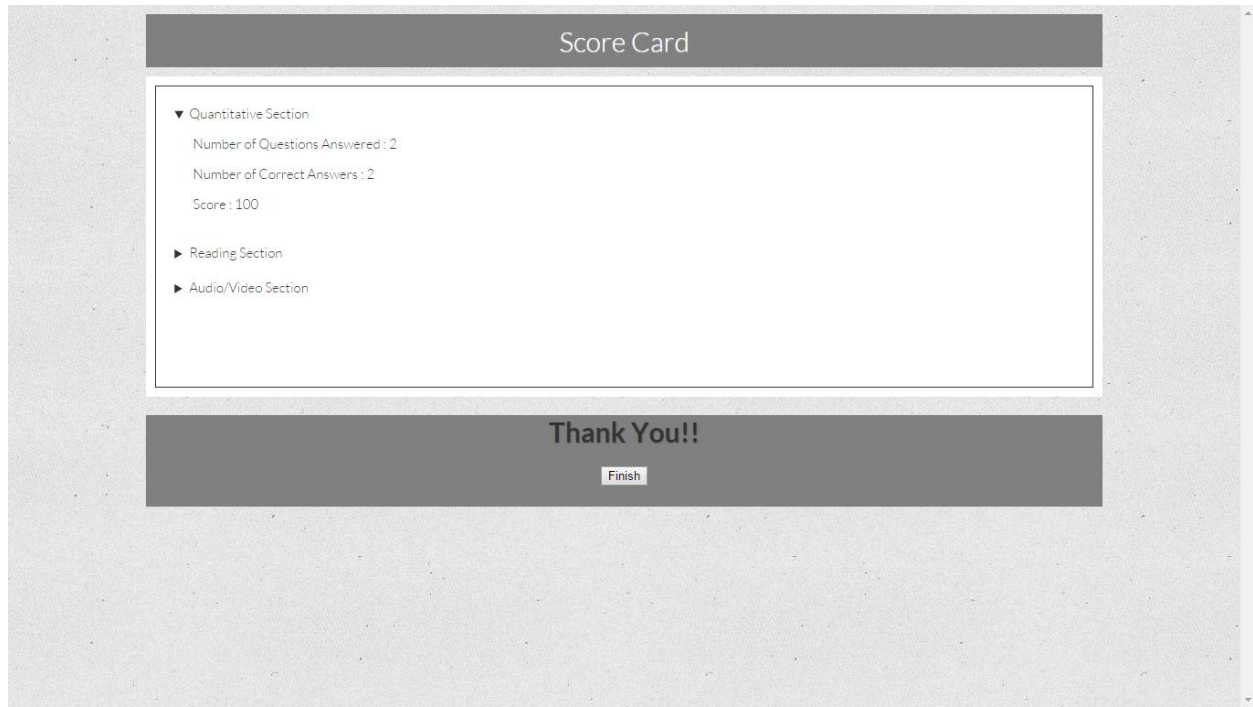 Score Card
Quantitative Section
Number of Questions Answered : 2
Number of Correct Answers : 2
Score : 100
Reading Section
Audio/Video Section
Thank You!!
Finish